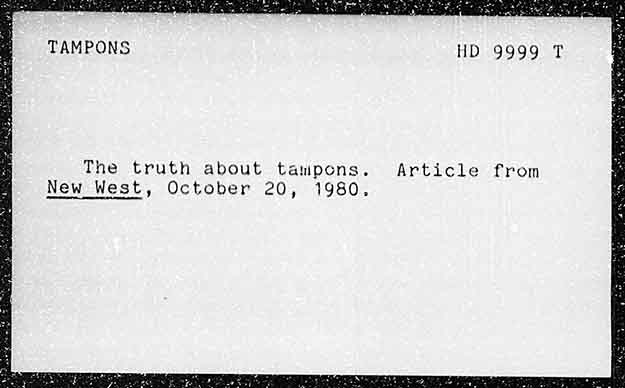 TAMPONS HD 9999 T
The truth about tampons. Article from
New West, October 20, 1980.